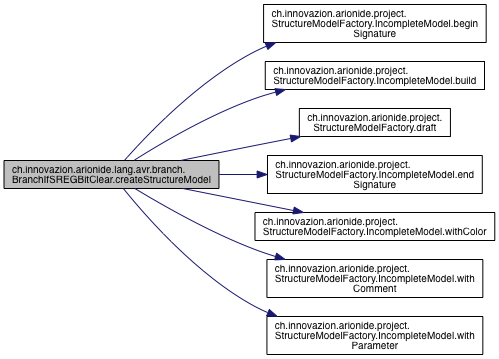 ch.innovazion.arionide.project.
StructureModelFactory.IncompleteModel.begin
Signature
ch.innovazion.arionide.project.
StructureModelFactory.IncompleteModel.build
ch.innovazion.arionide.project.
StructureModelFactory.draft
ch.innovazion.arionide.lang.avr.branch.
BranchIfSREGBitClear.createStructureModel
ch.innovazion.arionide.project.
StructureModelFactory.IncompleteModel.end
Signature
ch.innovazion.arionide.project.
StructureModelFactory.IncompleteModel.withColor
ch.innovazion.arionide.project.
StructureModelFactory.IncompleteModel.with
Comment
ch.innovazion.arionide.project.
StructureModelFactory.IncompleteModel.with
Parameter